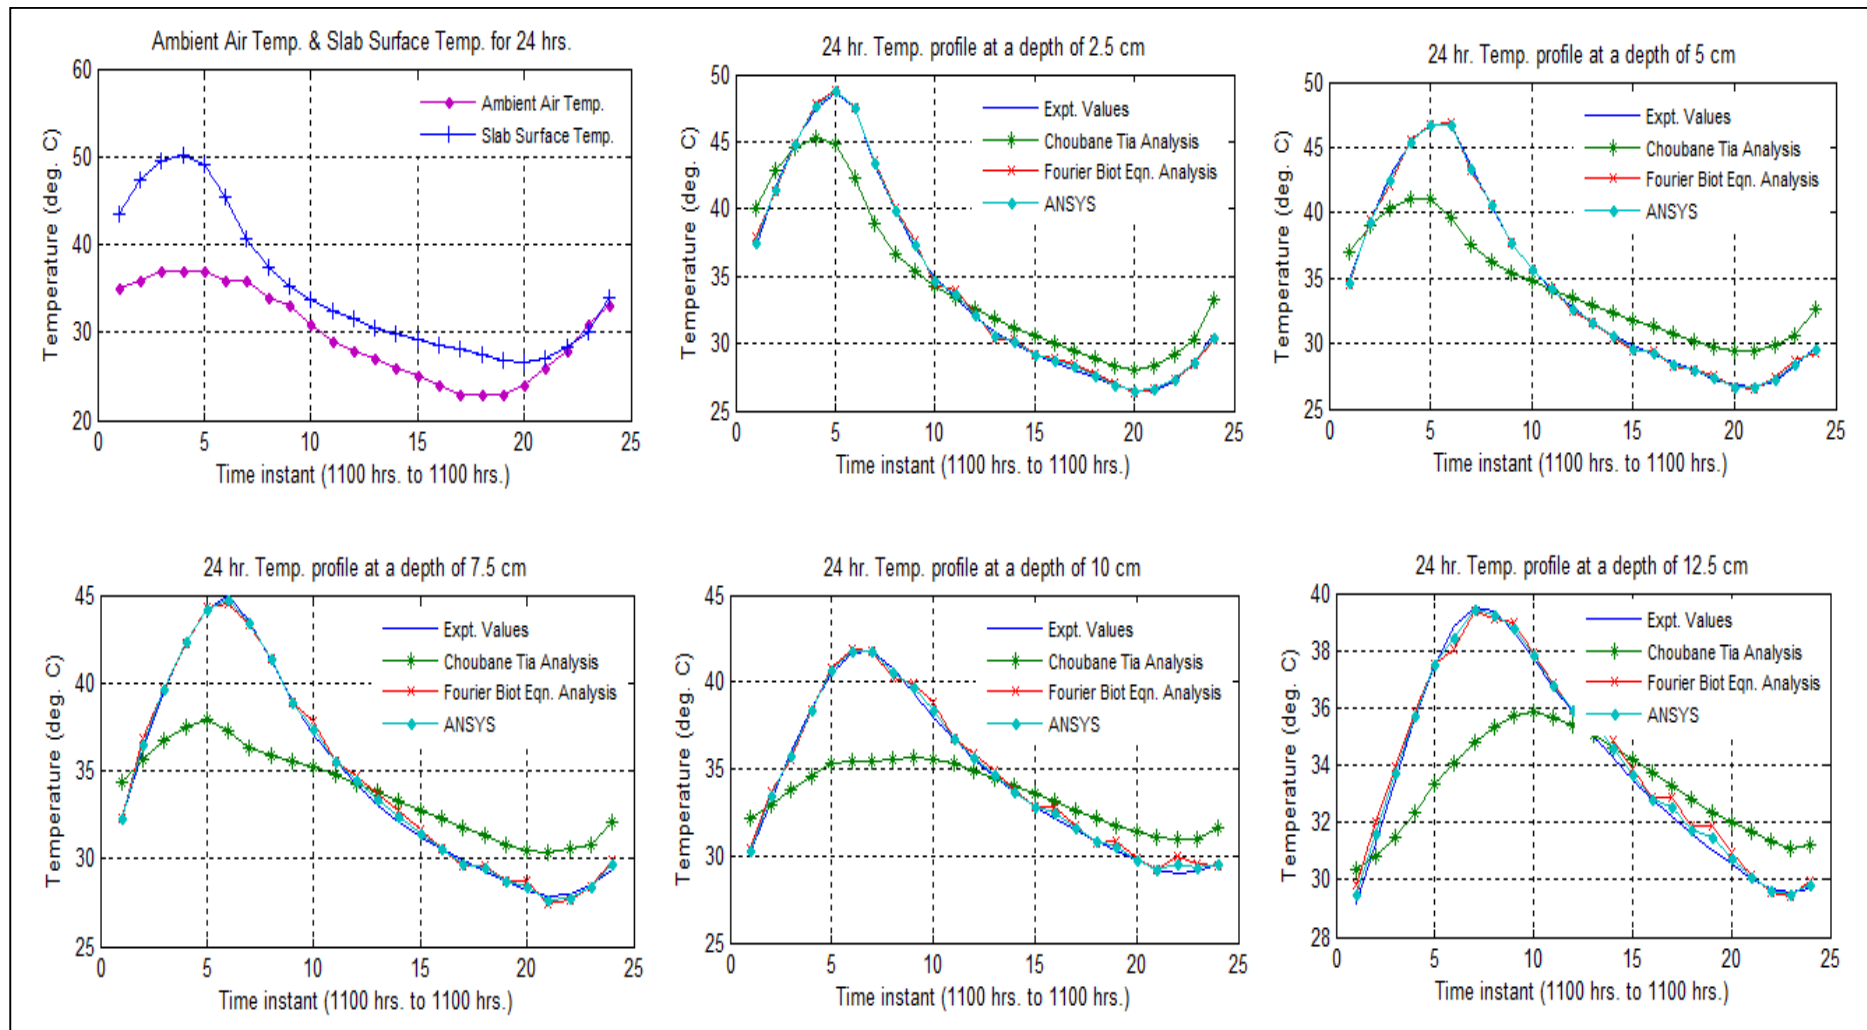 Ambient Air Temp. & Slab Surface Temp. for 24 hrs.
60
50
40
30
20
0
5
10
15
20
25
Temperature (deg. C)
Time instant (1100 hrs. to 1100 hrs.)
Ambient Air Temp.
Slab Surface Temp.
24 hr. Temp. profile at a depth of 2.5 cm
50
45
40
35
30
25
0
5
10
15
20
25
Temperature (deg. C)
Time instant (1100 hrs. to 1100 hrs.)
Expt. Values
Choubane Tia Analysis
Fourier Biot Eqn. Analysis
ANSYS
24 hr. Temp. profile at a depth of 5 cm
50
45
40
35
30
25
0
5
10
15
20
25
Temperature (deg. C)
Time instant (1100 hrs. to 1100 hrs.)
Expt. Values
Choubane Tia Analysis
Fourier Biot Eqn. Analysis
ANSYS
24 hr. Temp. profile at a depth of 7.5 cm
45
40
35
30
25
0
5
10
15
20
25
Temperature (deg. C)
Time instant (1100 hrs. to 1100 hrs.)
Expt. Values
Choubane Tia Analysis
Fourier Biot Eqn. Analysis
ANSYS
24 hr. Temp. profile at a depth of 10 cm
45
40
35
30
25
0
5
10
15
20
25
Temperature (deg. C)
Time instant (1100 hrs. to 1100 hrs.)
Expt. Values
Choubane Tia Analysis
Fourier Biot Eqn. Analysis
ANSYS
24 hr. Temp. profile at a depth of 12.5 cm
40
38
36
34
32
30
28
0
5
10
15
20
25
Temperature (deg. C)
Time instant (1100 hrs. to 1100 hrs.)
Expt. Values
Choubane Tia Analysis
Fourier Biot Eqn. Analysis
ANSYS